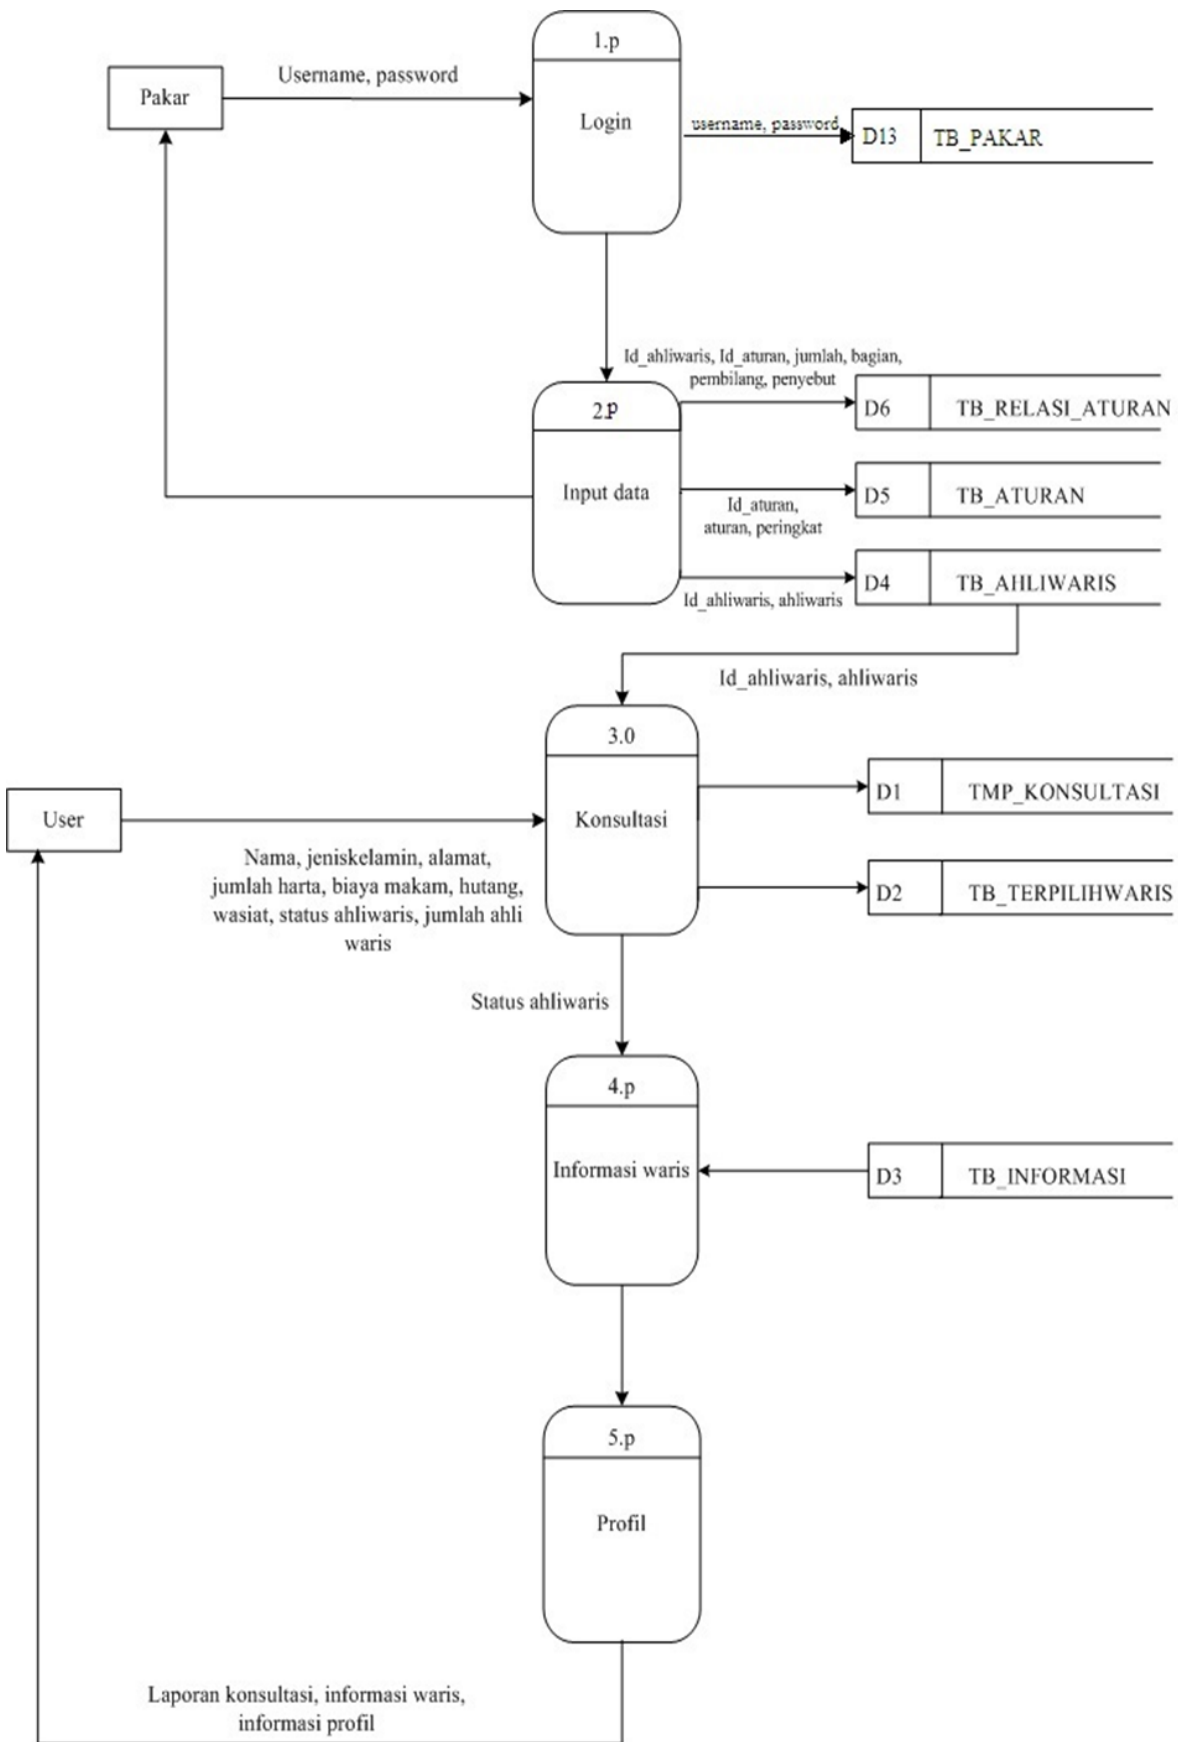 1.p
Username, password
Pakar
Login
username, password
D13 TB_PAKAR
Id_ahliwaris, Id_aturan, jumlah, bagian,
pembilang, penyebut
2.p
D6 TB_RELASI_ATURAN
Input data
D5 TB_ATURAN
Id_aturan,
aturan, peringkat
D4 TB_AHLIWARIS
Id_ahliwaris, ahliwaris
Id_ahliwaris, ahliwaris
3.0
D1 TMP_KONSULTASI
User
Konsultasi
Nama, jeniskelamin, alamat,
jumlah harta, biaya makam, hutang,
wasiat, status ahliwaris, jumlah ahli
waris
D2 TB_TERPILIHWARIS
Status ahliwaris
4.p
Informasi waris
D3 TB_INFORMASI
5.p
Profil
Laporan konsultasi, informasi waris,
informasi profil